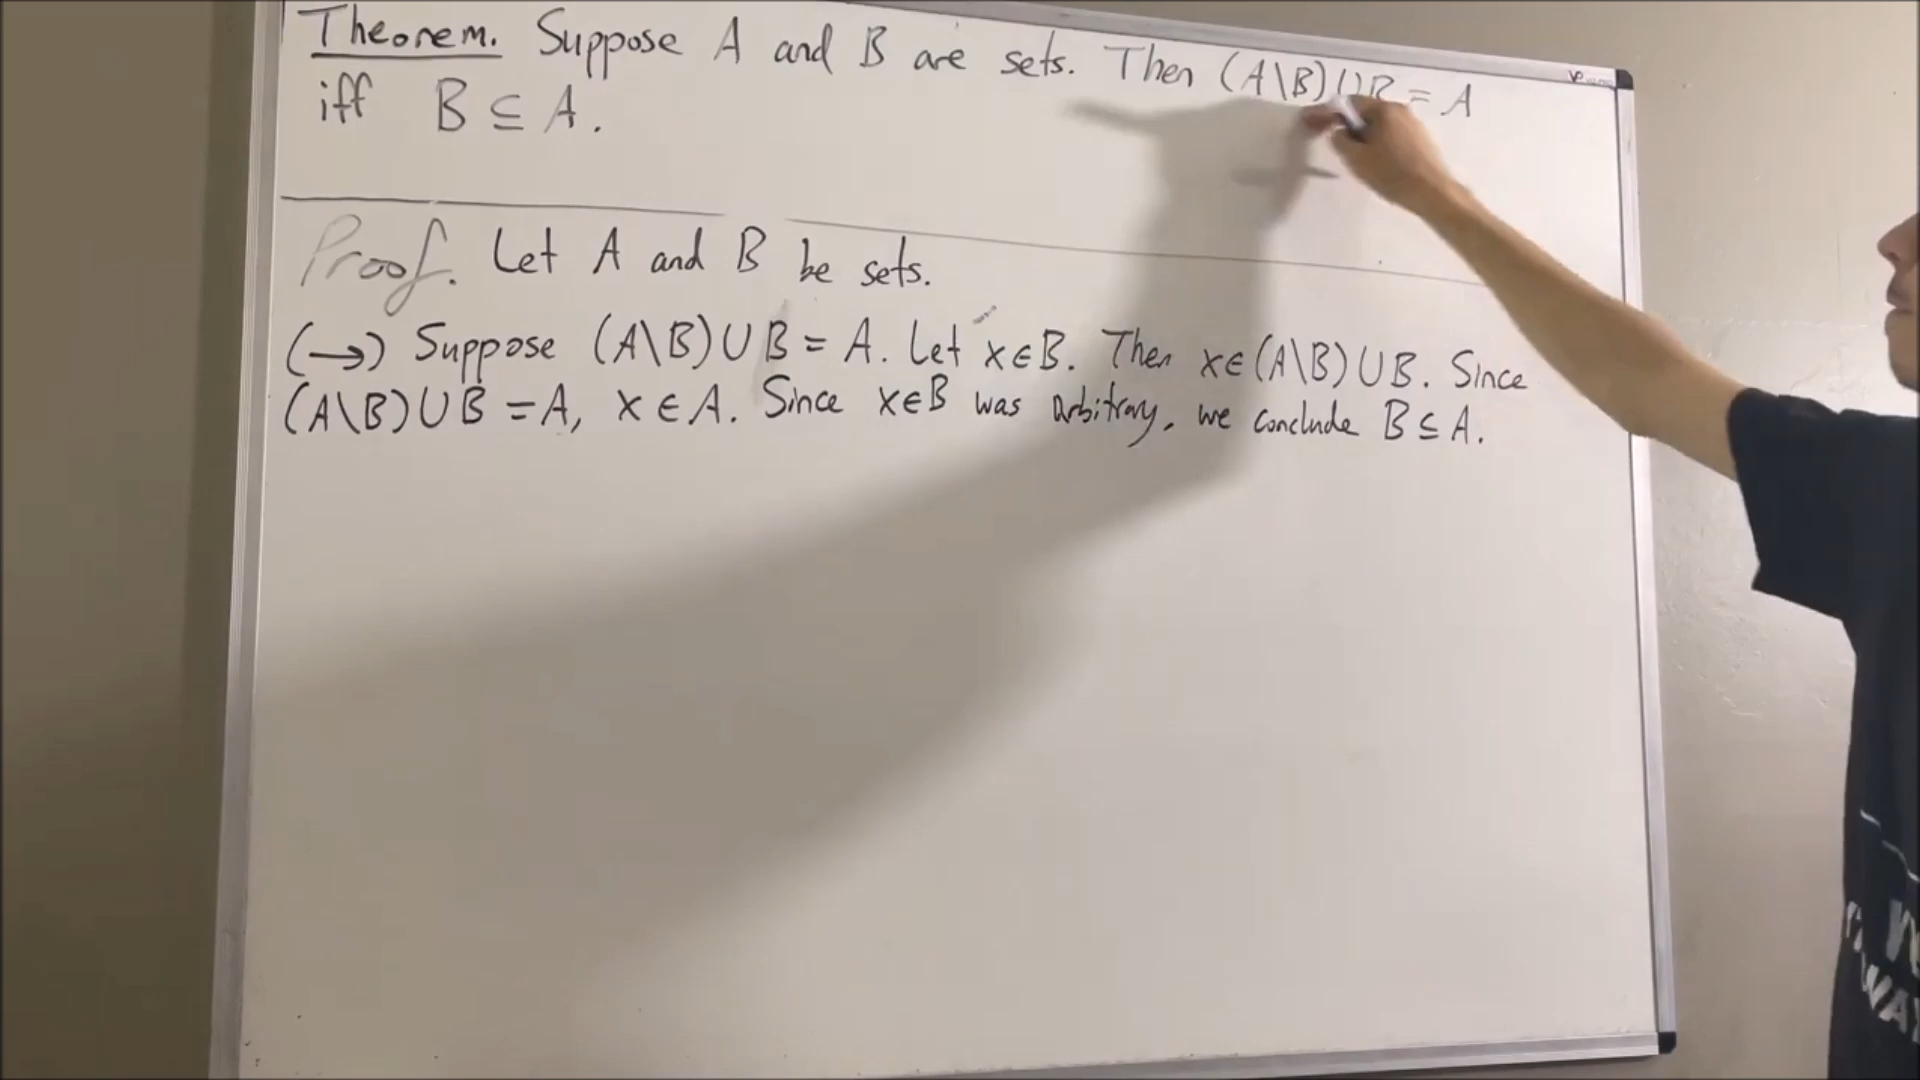 Theorem. Suppose A and B are sets. Then (A\B)∪B = A
iff B ⊆ A.
Proof. Let A and B be sets.
(→) Suppose (A\B)∪B = A. Let x∈B. Then x∈(A\B)∪B. Since
(A\B)∪B = A, x∈A. Since x∈B was arbitrary, we conclude B⊆A.